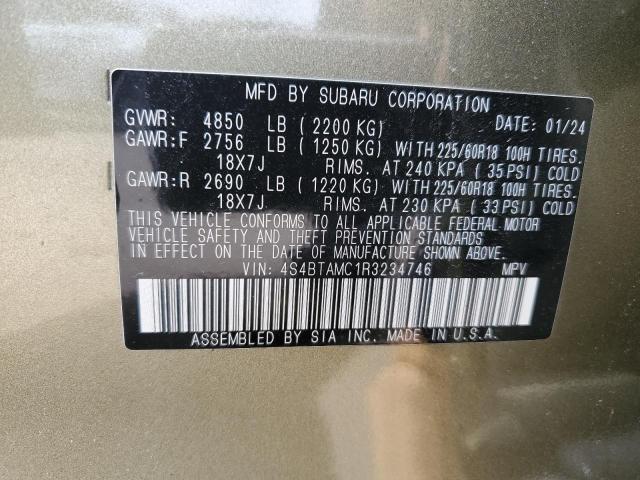 MFD BY SUBARU CORPORATION
GVWR: 4850 LB (2200 KG) DATE: 01/24
GAWR:F 2756 LB (1250 KG) WITH 225/60R18 100H TIRES.
18X7J RIMS. AT 240 KPA (35 PSI) COLD
GAWR:R 2690 LB (1220 KG) WITH 225/60R18 100H TIRES.
18X7J RIMS. AT 230 KPA (33 PSI) COLD
THIS VEHICLE CONFORMS TO ALL APPLICABLE FEDERAL MOTOR
VEHICLE SAFETY AND THEFT PREVENTION STANDARDS
IN EFFECT ON THE DATE OF MANUFACTURE SHOWN ABOVE.
VIN: 4S4BTAMC1R3234746 MPV
ASSEMBLED BY SIA INC. MADE IN U.S.A.